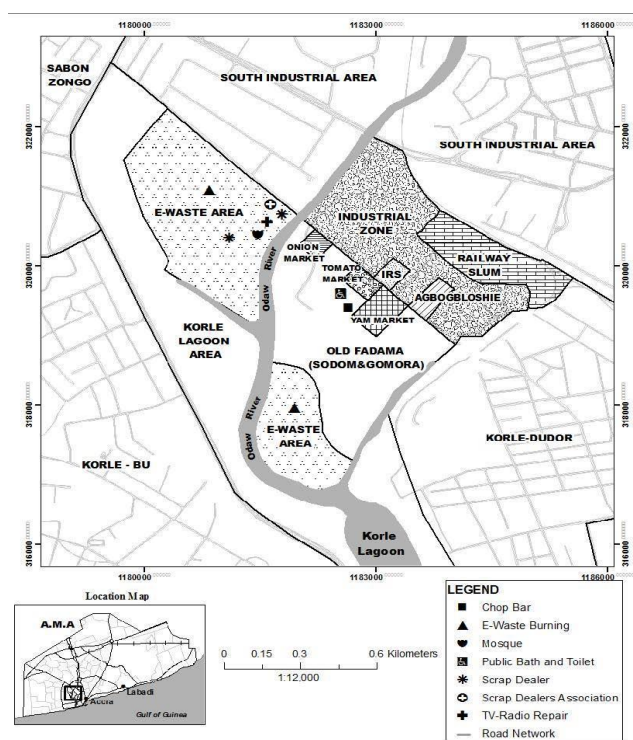 1180000
1183000
1186000
SABON
ZONGO
SOUTH INDUSTRIAL AREA
322000
322000
SOUTH INDUSTRIAL AREA
E-WASTE AREA
INDUSTRIAL
ZONE
ONION
MARKET
RAILWAY
SLUM
320000
320000
TOMATO
MARKET
IRS
AGBOGBLOSHIE
Odaw River
YAM MARKET
KORLE
LAGOON
AREA
OLD FADAMA
(SODOM&GOMORA)
318000
318000
Odaw River
E-WASTE
AREA
KORLE-DUDOR
KORLE - BU
Korle
Lagoon
316000
316000
1180000
1183000
1186000
Location Map
A.M.A
Labadi
Accra
Gulf of Guinea
0 0.15 0.3 0.6 Kilometers
1:12,000
LEGEND
Chop Bar
E-Waste Burning
Mosque
Public Bath and Toilet
Scrap Dealer
Scrap Dealers Association
TV-Radio Repair
Road Network